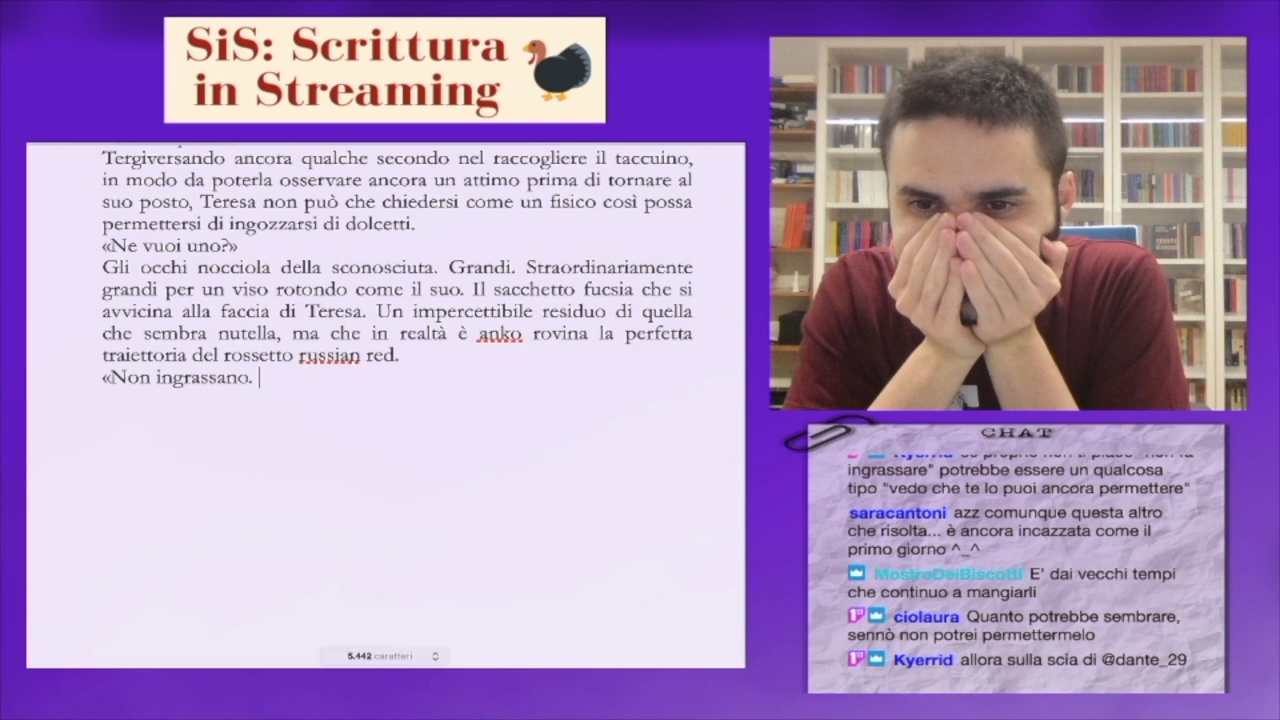 SiS: Scrittura
in Streaming
Tergiversando ancora qualche secondo nel raccogliere il taccuino,
in modo da poterla osservare ancora un attimo prima di tornare al
suo posto, Teresa non può che chiedersi come un fisico così possa
permettersi di ingozzarsi di dolcetti.
«Ne vuoi uno?»
Gli occhi nocciola della sconosciuta. Grandi. Straordinariamente
grandi per un viso rotondo come il suo. Il sacchetto fucsia che si
avvicina alla faccia di Teresa. Un impercettibile residuo di quella
che sembra nutella, ma che in realtà è anko rovina la perfetta
traiettoria del rossetto russian red.
«Non ingrassano.
5.442 caratteri
CHAT
Kyerrid
ingrassare" potrebbe essere un qualcosa
tipo "vedo che te lo puoi ancora permettere"
saracantoni azz comunque questa altro
che risolta... è ancora incazzata come il
primo giorno ^_^
MostroDeiBiscotti E' dai vecchi tempi
che continuo a mangiarli
ciolaura Quanto potrebbe sembrare,
sennò non potrei permettermelo
Kyerrid allora sulla scia di @dante_29